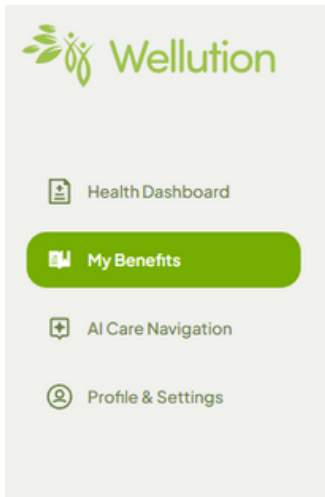 Wellution
Health Dashboard
My Benefits
AI Care Navigation
Profile & Settings